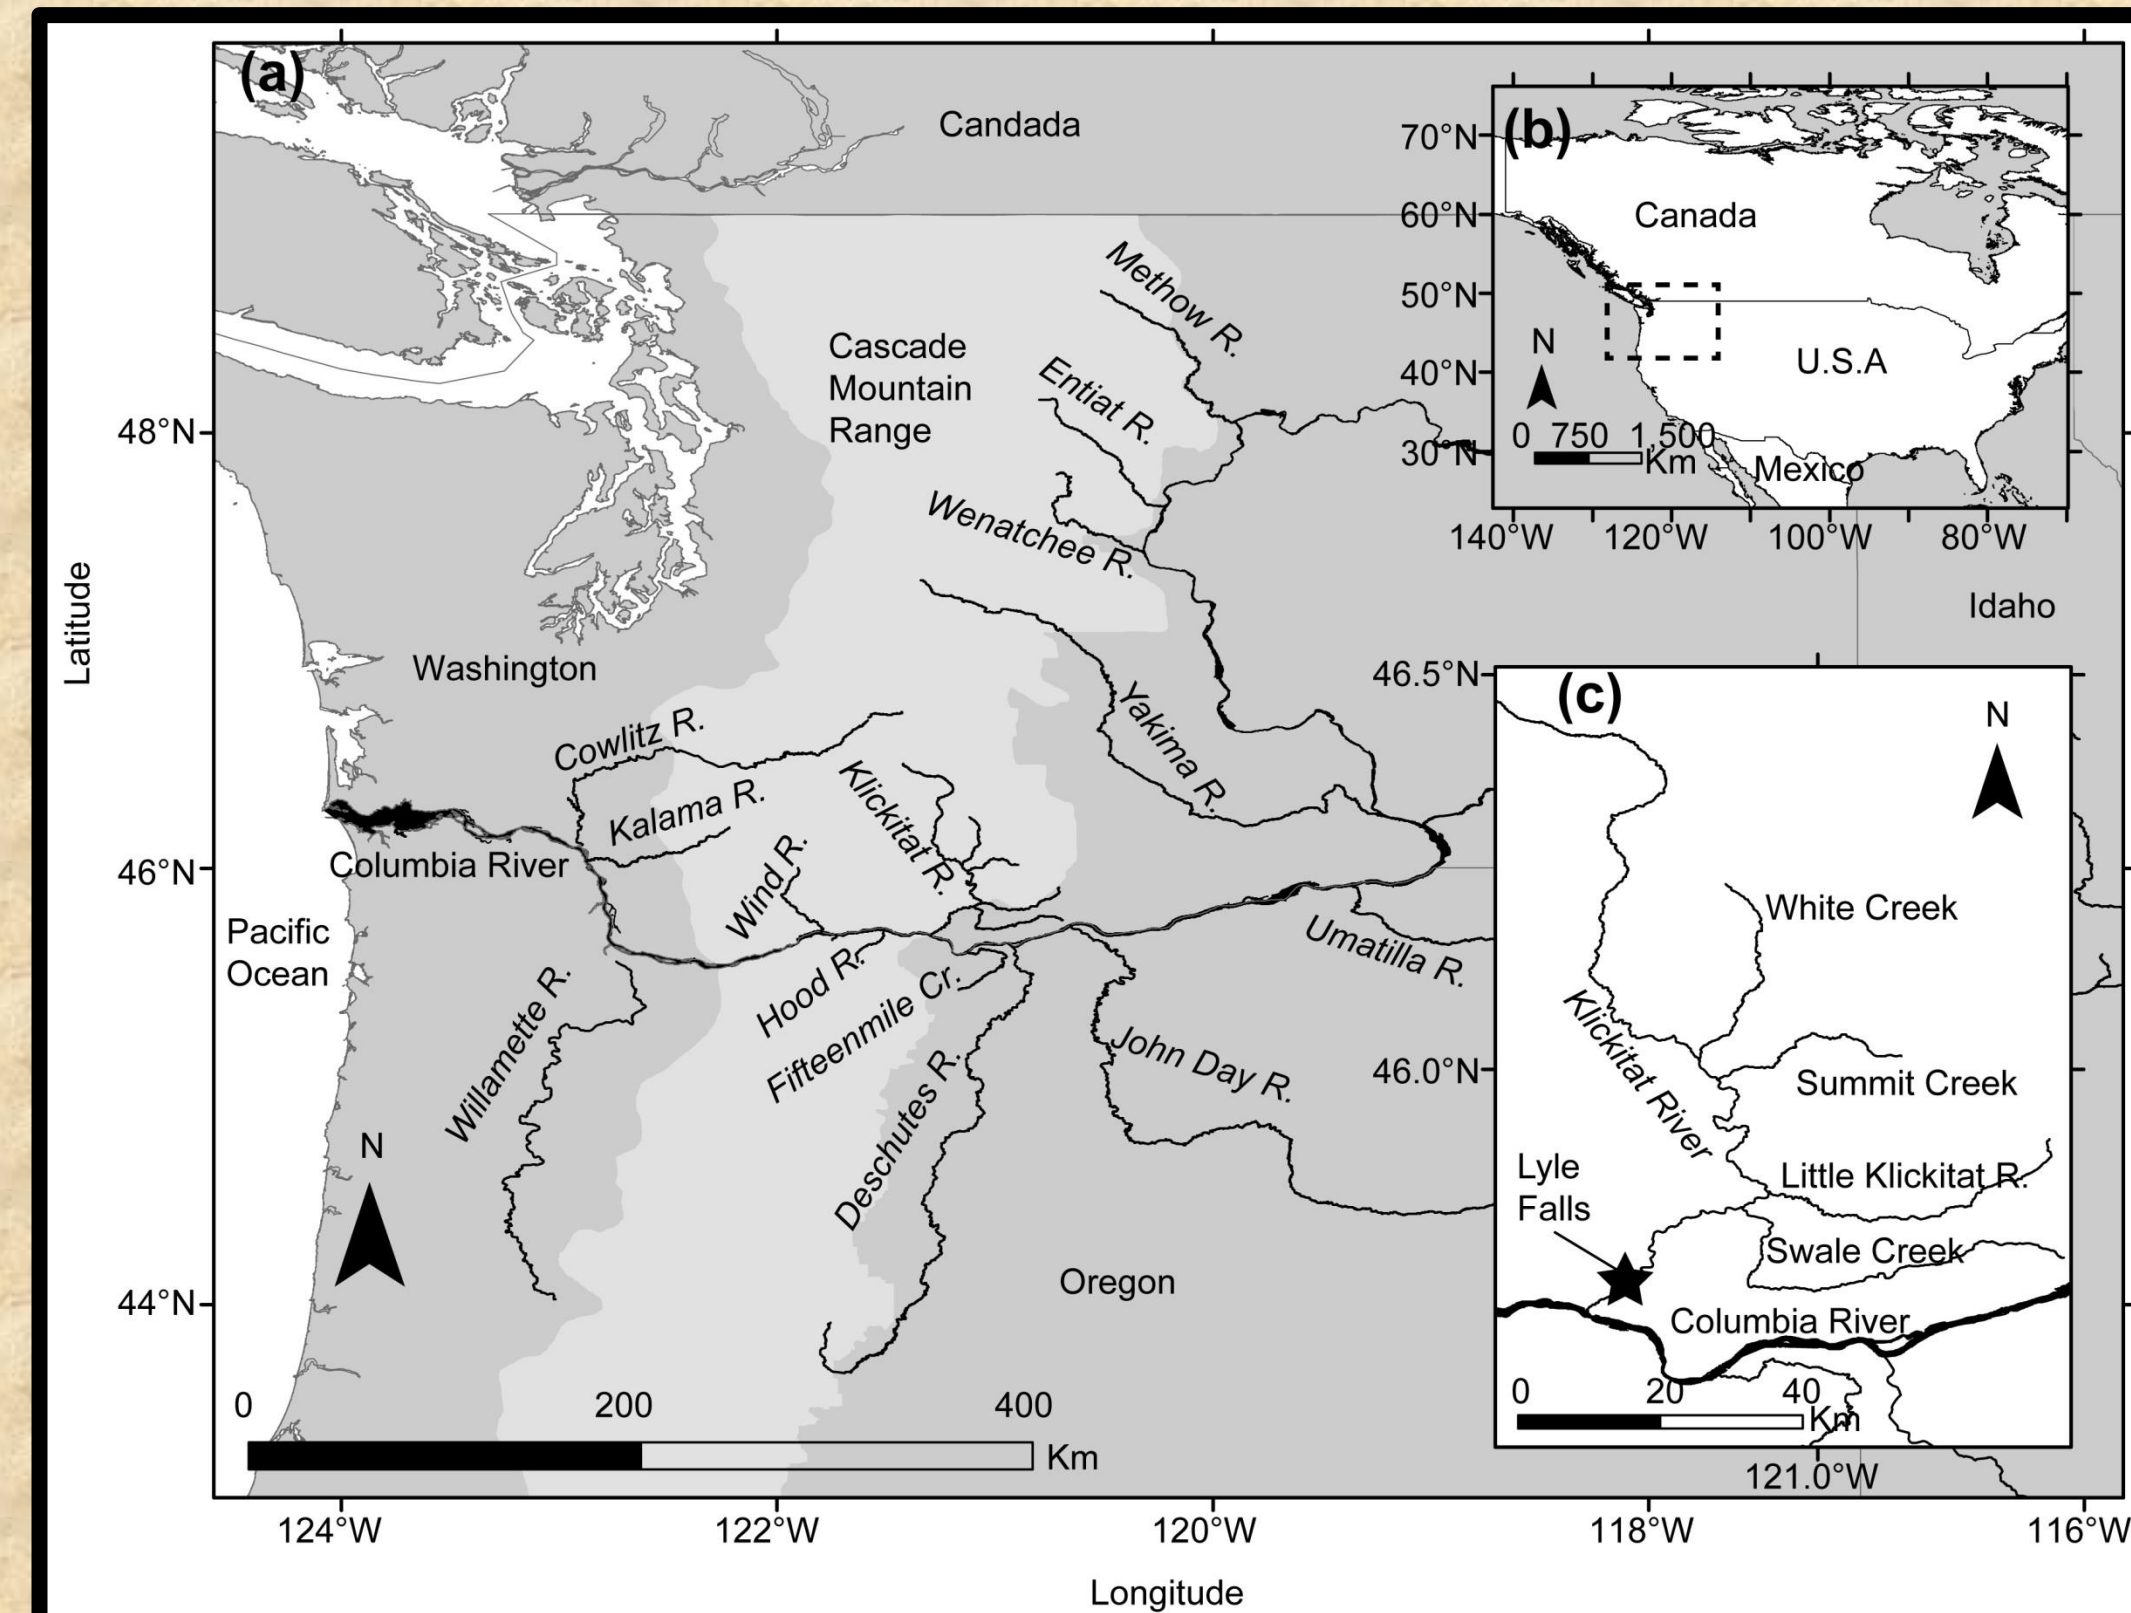 (a)
Candada
Cascade
Mountain
Range
Methow R.
Entiat R.
Wenatchee R.
Washington
Cowlitz R.
Kalama R.
Wind R.
Klickitat R.
Yakima R.
Columbia River
Pacific
Ocean
Willamette R.
Hood R.
Fifteenmile Cr.
Deschutes R.
John Day R.
Umatilla R.
Oregon
Idaho
N
0 200 400
Km
Latitude
48°N
46°N
44°N
124°W 122°W 120°W 118°W 116°W
Longitude
(b)
70°N
60°N
50°N
40°N
30°N
Canada
U.S.A
Mexico
N
0 750 1,500
Km
140°W 120°W 100°W 80°W
(c)
46.5°N
46.0°N
N
White Creek
Summit Creek
Klickitat River
Little Klickitat R.
Lyle
Falls
Swale Creek
Columbia River
0 20 40
Km
121.0°W